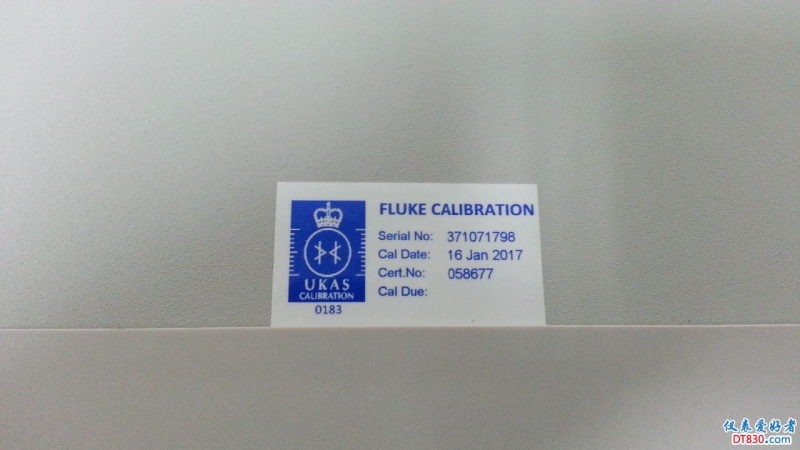 FLUKE CALIBRATION
Serial No: 371071798
Cal Date: 16 Jan 2017
Cert.No: 058677
Cal Due:
UKAS
CALIBRATION
0183
仪表爱好者
DT830.com